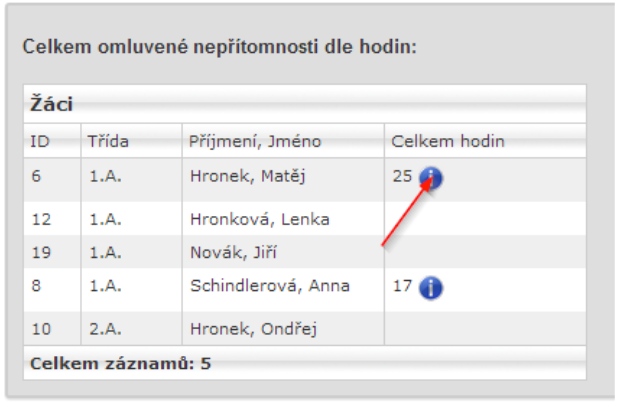 Celkem omluvené nepřítomnosti dle hodin:
Žáci
ID Třída Příjmení, Jméno Celkem hodin
6 1.A. Hronek, Matěj 25
12 1.A. Hronková, Lenka
19 1.A. Novák, Jiří
8 1.A. Schindlerová, Anna 17
10 2.A. Hronek, Ondřej
Celkem záznamů: 5